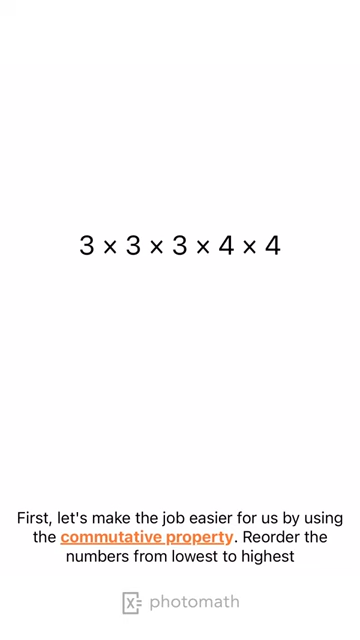 3 × 3 × 3 × 4 × 4
First, let's make the job easier for us by using
the commutative property. Reorder the
numbers from lowest to highest
photomath